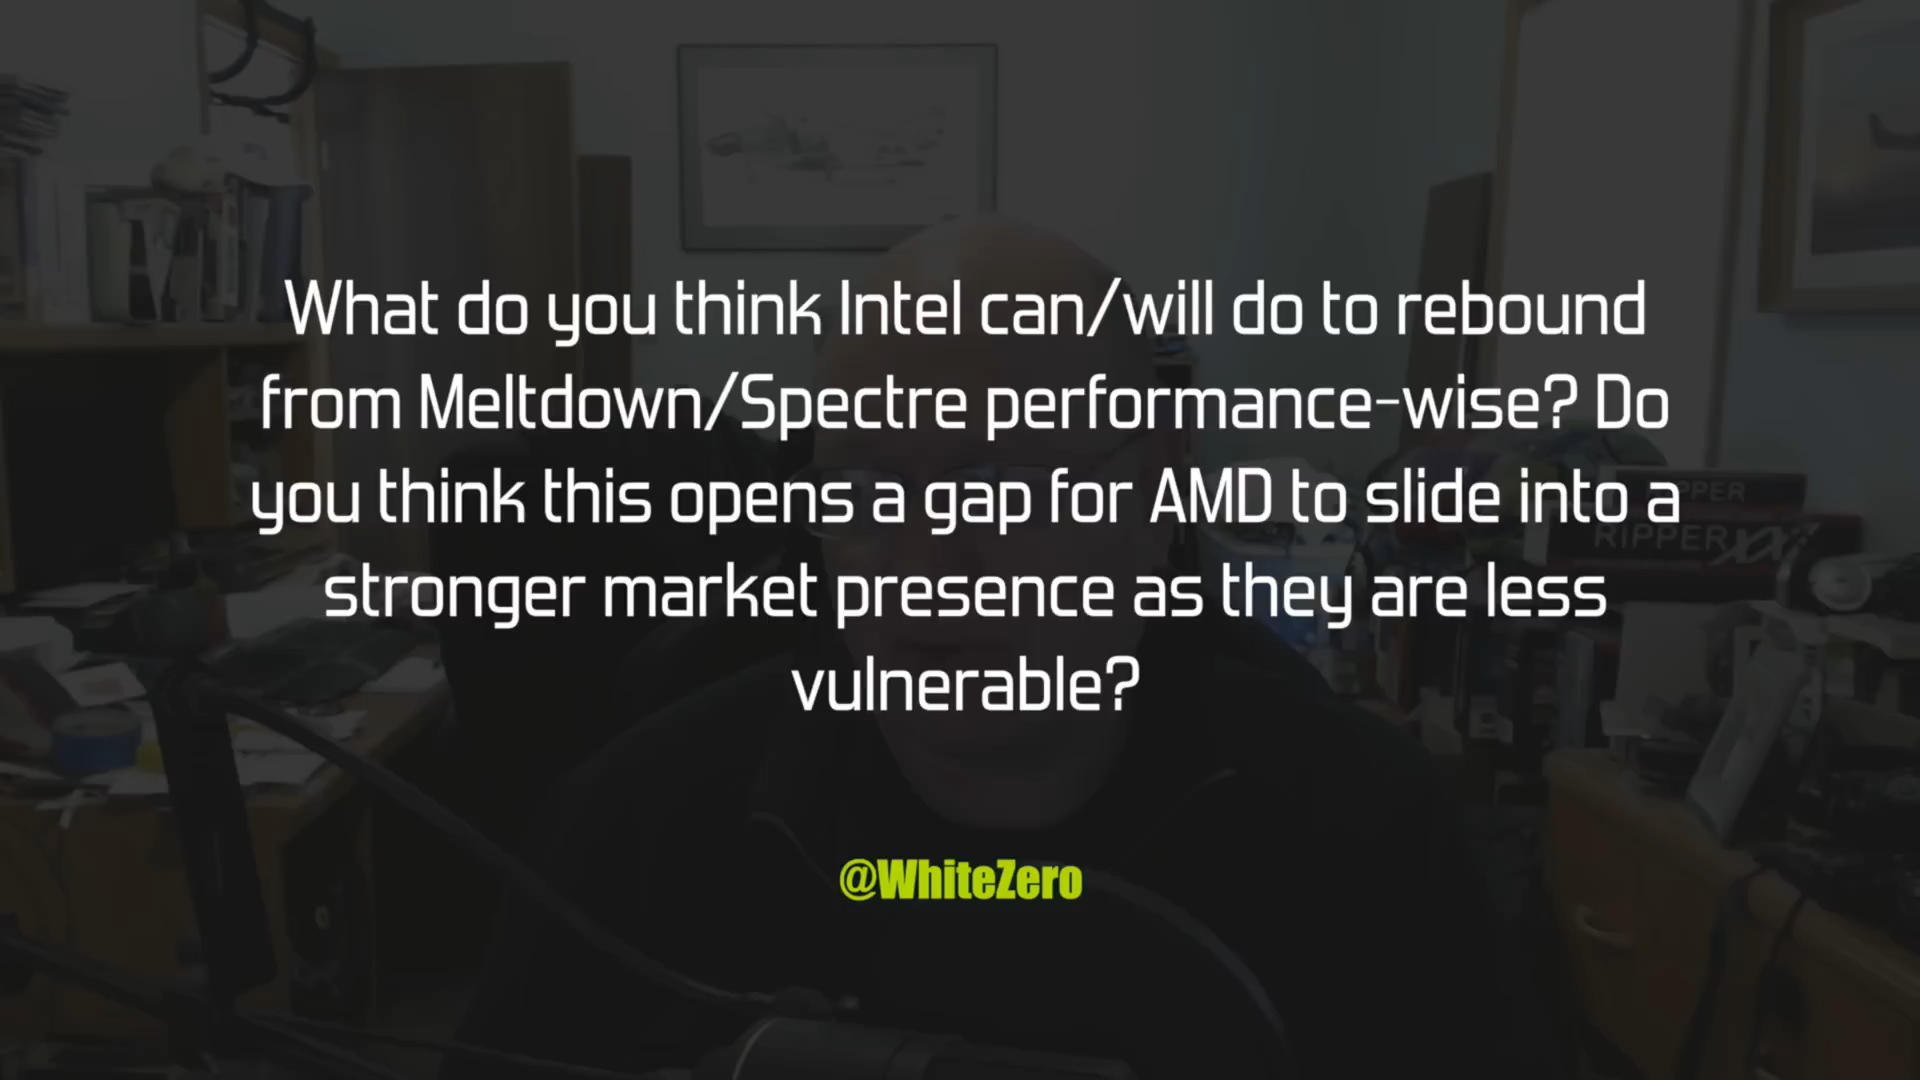 What do you think Intel can/will do to rebound
from Meltdown/Spectre performance-wise? Do
you think this opens a gap for AMD to slide into a
stronger market presence as they are less
vulnerable?
@WhiteZero
RIPPER